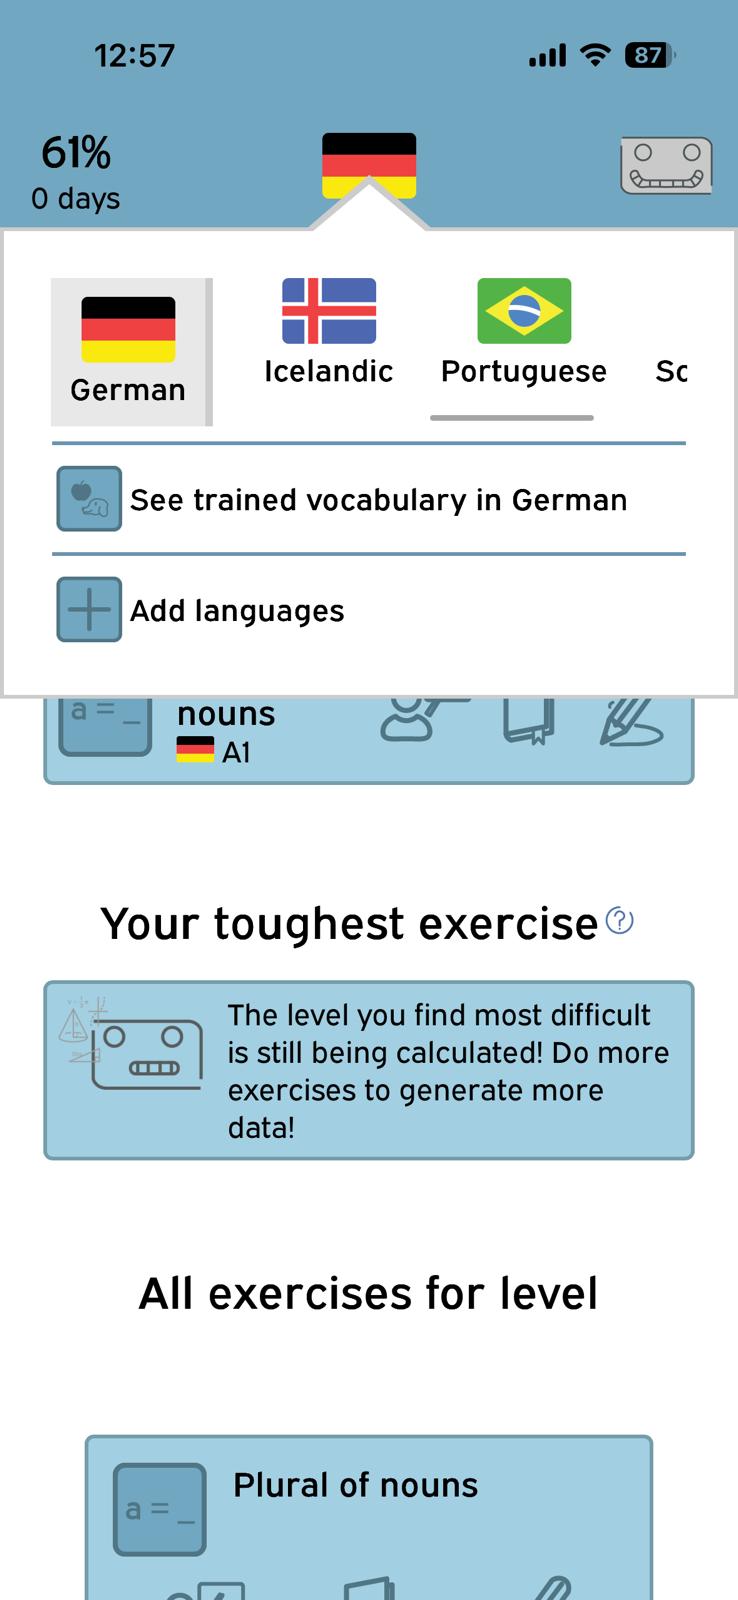 12:57
87
61%
0 days
German
Icelandic
Portuguese
See trained vocabulary in German
Add languages
a = _
nouns
A1
Your toughest exercise
?
The level you find most difficult
is still being calculated! Do more
exercises to generate more
data!
All exercises for level
a = _
Plural of nouns